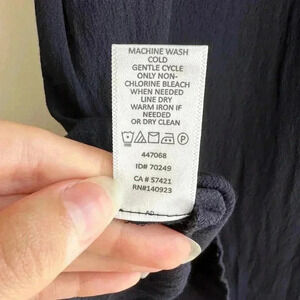 MACHINE WASH
COLD
GENTLE CYCLE
ONLY NON-
CHLORINE BLEACH
WHEN NEEDED
LINE DRY
WARM IRON IF
NEEDED
OR DRY CLEAN
447068
ID# 70249
CA # 57421
RN#140923